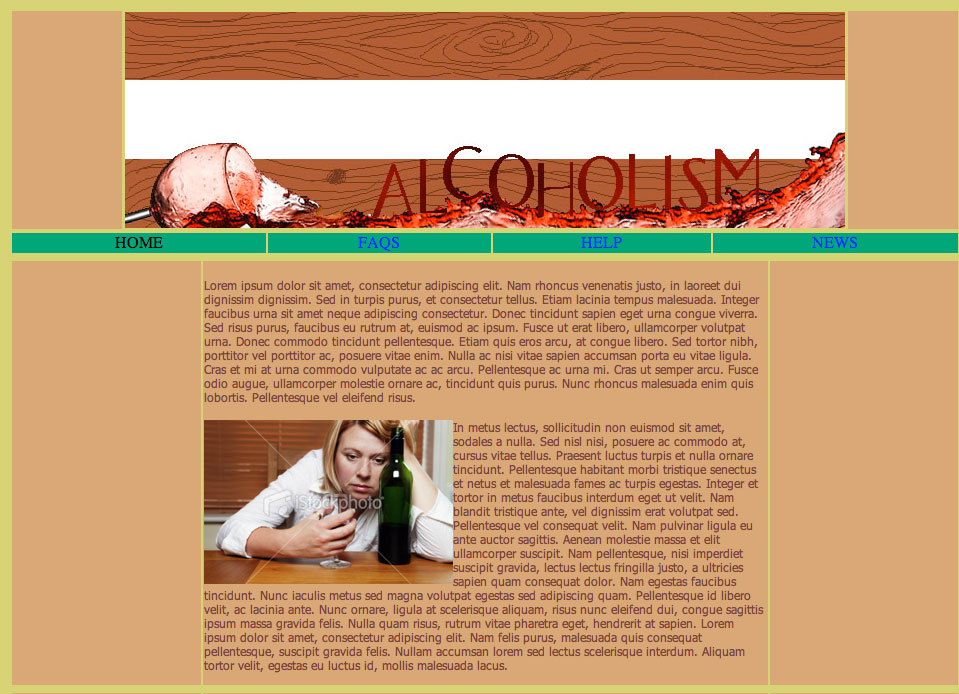 ALCOHOLISM
HOME FAQS HELP NEWS
Lorem ipsum dolor sit amet, consectetur adipiscing elit. Nam rhoncus venenatis justo, in laoreet dui
dignissim dignissim. Sed in turpis purus, et consectetur tellus. Etiam lacinia tempus malesuada. Integer
faucibus urna sit amet neque adipiscing consectetur. Donec tincidunt sapien eget urna congue viverra.
Sed risus purus, faucibus eu rutrum at, euismod ac ipsum. Fusce ut erat libero, ullamcorper volutpat
urna. Donec commodo tincidunt pellentesque. Etiam quis eros arcu, at congue libero. Sed tortor nibh,
porttitor vel porttitor ac, posuere vitae enim. Nulla ac nisi vitae sapien accumsan porta eu vitae ligula.
Cras et mi at urna commodo vulputate ac ac arcu. Pellentesque ac urna mi. Cras ut semper arcu. Fusce
odio augue, ullamcorper molestie ornare ac, tincidunt quis purus. Nunc rhoncus malesuada enim quis
lobortis. Pellentesque vel eleifend risus.
iStockphoto
In metus lectus, sollicitudin non euismod sit amet,
sodales a nulla. Sed nisl nisi, posuere ac commodo at,
cursus vitae tellus. Praesent luctus turpis et nulla ornare
tincidunt. Pellentesque habitant morbi tristique senectus
et netus et malesuada fames ac turpis egestas. Integer et
tortor in metus faucibus interdum eget ut velit. Nam
blandit tristique ante, vel dignissim erat volutpat sed.
Pellentesque vel consequat velit. Nam pulvinar ligula eu
ante auctor sagittis. Aenean molestie massa et elit
ullamcorper suscipit. Nam pellentesque, nisi imperdiet
suscipit gravida, lectus lectus fringilla justo, a ultricies
sapien quam consequat dolor. Nam egestas faucibus
tincidunt. Nunc iaculis metus sed magna volutpat egestas sed adipiscing quam. Pellentesque id libero
velit, ac lacinia ante. Nunc ornare, ligula at scelerisque aliquam, risus nunc eleifend dui, congue sagittis
ipsum massa gravida felis. Nulla quam risus, rutrum vitae pharetra eget, hendrerit at sapien. Lorem
ipsum dolor sit amet, consectetur adipiscing elit. Nam felis purus, malesuada quis consequat
pellentesque, suscipit gravida felis. Nullam accumsan lorem sed lectus scelerisque interdum. Aliquam
tortor velit, egestas eu luctus id, mollis malesuada lacus.